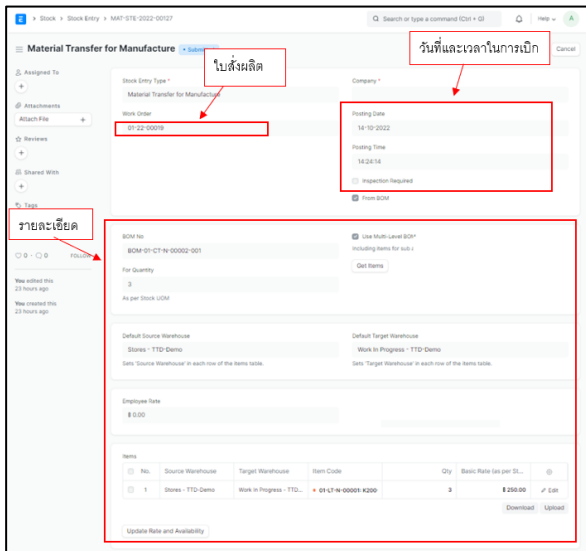 E > Stock > Stock Entry > MAT-STE-2022-00127
Search or type a command (Ctrl + G)
Help
A
Material Transfer for Manufacture
Cancel
วันที่และเวลาในการเบิก
ใบสั่งผลิต
Assigned To
Stock Entry Type *
Company *
Material Transfer for Manufacture
Attachments
Attach File +
Work Order
Posting Date
01-22-00019
14-10-2022
Reviews
Posting Time
14:24:14
Shared With
Inspection Required
From BOM
Tags
รายละเอียด
BOM No
BOM-01-CT-N-00002-001
Use Multi-Level BOM
Including items for sub
0 · 0
For Quantity
Get Items
3
As per Stock UOM
You edited this
23 hours ago
You created this
23 hours ago
Default Source Warehouse
Default Target Warehouse
Stores - TTD-Demo
Work In Progress - TTD-Demo
Sets 'Source Warehouse' in each row of the items table.
Sets 'Target Warehouse' in each row of the items table.
Employee Rate
$ 0.00
Items
No. Source Warehouse Target Warehouse Item Code Qty Basic Rate (as per St...
1 Stores - TTD-Demo Work In Progress - TTD... 01-LT-N-00001-K200 3 $ 250.00 Edit
Download Upload
Update Rate and Availability